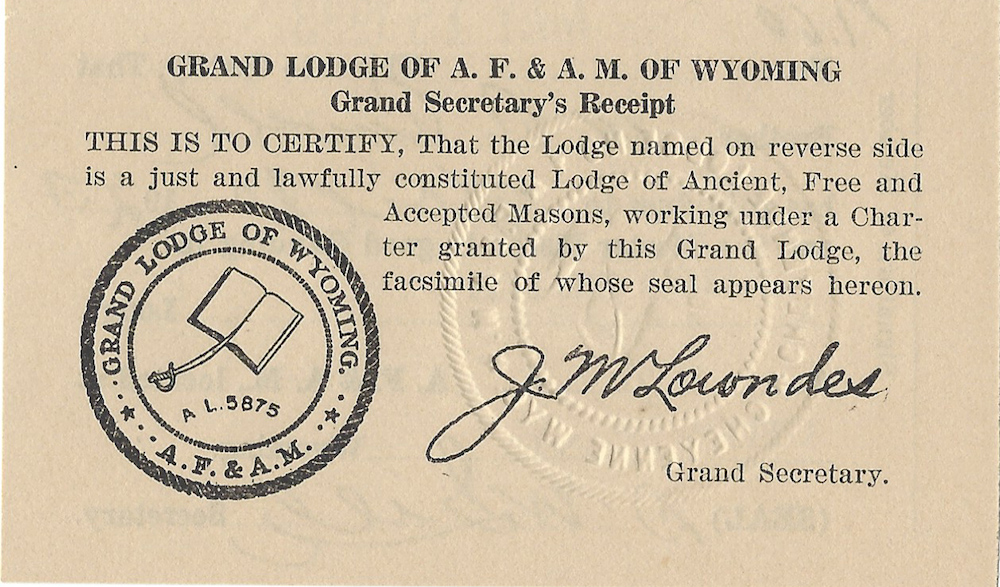 GRAND LODGE OF A. F. & A. M. OF WYOMING
Grand Secretary's Receipt
THIS IS TO CERTIFY, That the Lodge named on reverse side
is a just and lawfully constituted Lodge of Ancient, Free and
Accepted Masons, working under a Char-
ter granted by this Grand Lodge, the
facsimile of whose seal appears hereon.
GRAND LODGE OF WYOMING
A L. 5875
A. F. & A. M.
J. M Lowndes
Grand Secretary.
CHEYENNE WYO